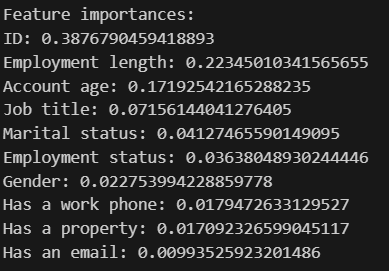 Feature importances:
ID: 0.3876790459418893
Employment length: 0.22345010341565655
Account age: 0.17192542165288235
Job title: 0.07156144041276405
Marital status: 0.04127465590149095
Employment status: 0.03638048930244446
Gender: 0.022753994228859778
Has a work phone: 0.0179472633129527
Has a property: 0.017092326599045117
Has an email: 0.00993525923201486